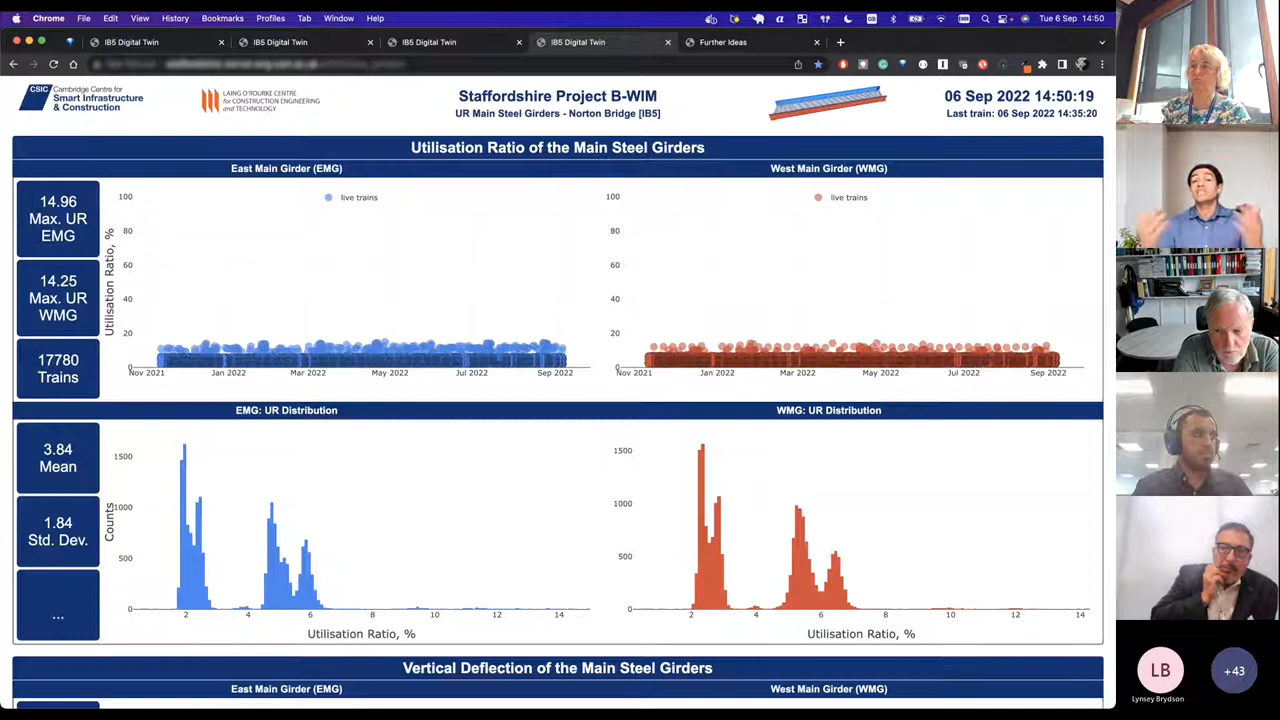 Chrome File Edit View History Bookmarks Profiles Tab Window Help
GB
Tue 6 Sep 14:50
IB5 Digital Twin
IB5 Digital Twin
IB5 Digital Twin
IB5 Digital Twin
Further Ideas
CSIC
Cambridge Centre for
Smart Infrastructure
& Construction
LAING O'ROURKE CENTRE
FOR CONSTRUCTION ENGINEERING
and TECHNOLOGY
Staffordshire Project B-WIM
UR Main Steel Girders - Norton Bridge [IB5]
06 Sep 2022 14:50:19
Last train: 06 Sep 2022 14:35:20
Utilisation Ratio of the Main Steel Girders
East Main Girder (EMG)
West Main Girder (WMG)
14.96
Max. UR
EMG
14.25
Max. UR
WMG
17780
Trains
Utilisation Ratio, %
100
80
60
40
20
0
live trains
Nov 2021 Jan 2022 Mar 2022 May 2022 Jul 2022 Sep 2022
100
80
60
40
20
0
live trains
Nov 2021 Jan 2022 Mar 2022 May 2022 Jul 2022 Sep 2022
EMG: UR Distribution
WMG: UR Distribution
3.84
Mean
1.84
Std. Dev.
...
Counts
1500
1000
500
0
2 4 6 8 10 12 14
Utilisation Ratio, %
1500
1000
500
0
2 4 6 8 10 12 14
Utilisation Ratio, %
Vertical Deflection of the Main Steel Girders
East Main Girder (EMG)
West Main Girder (WMG)
LB
Lynsey Brydson
+43